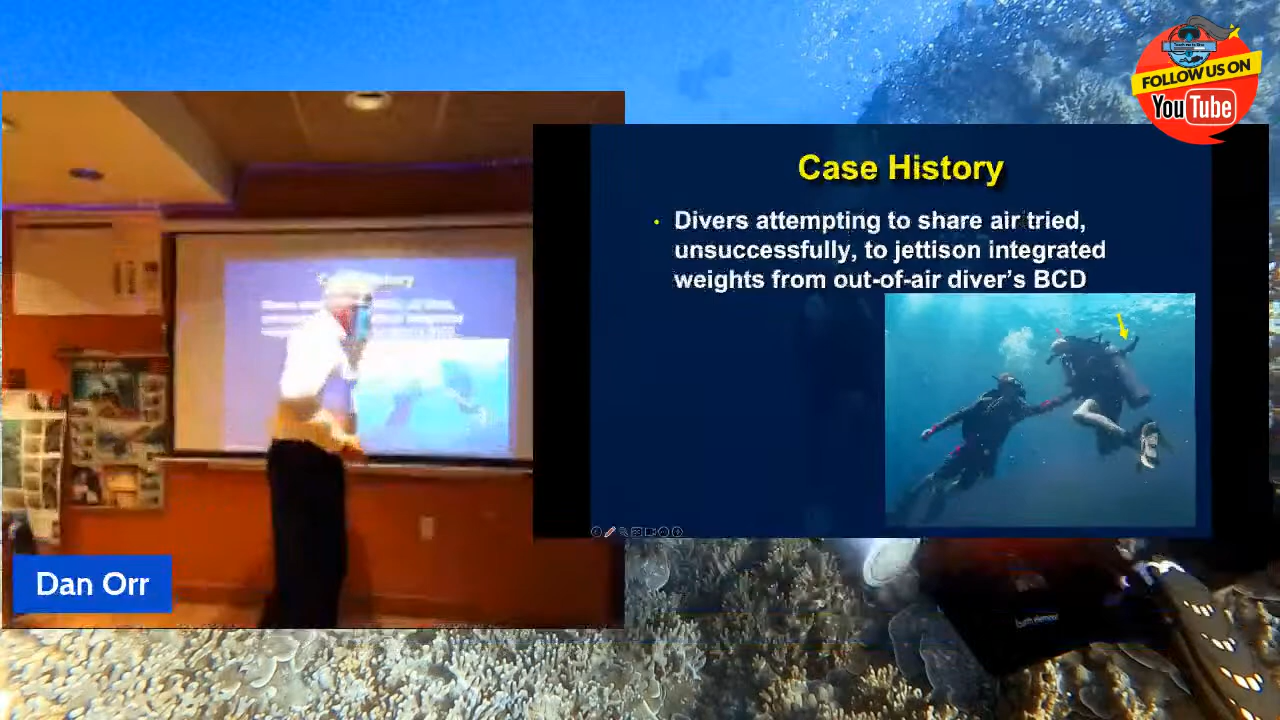 FOLLOW US ON
YouTube
Case History
• Divers attempting to share air tried,
unsuccessfully, to jettison integrated
weights from out-of-air diver's BCD
Dan Orr